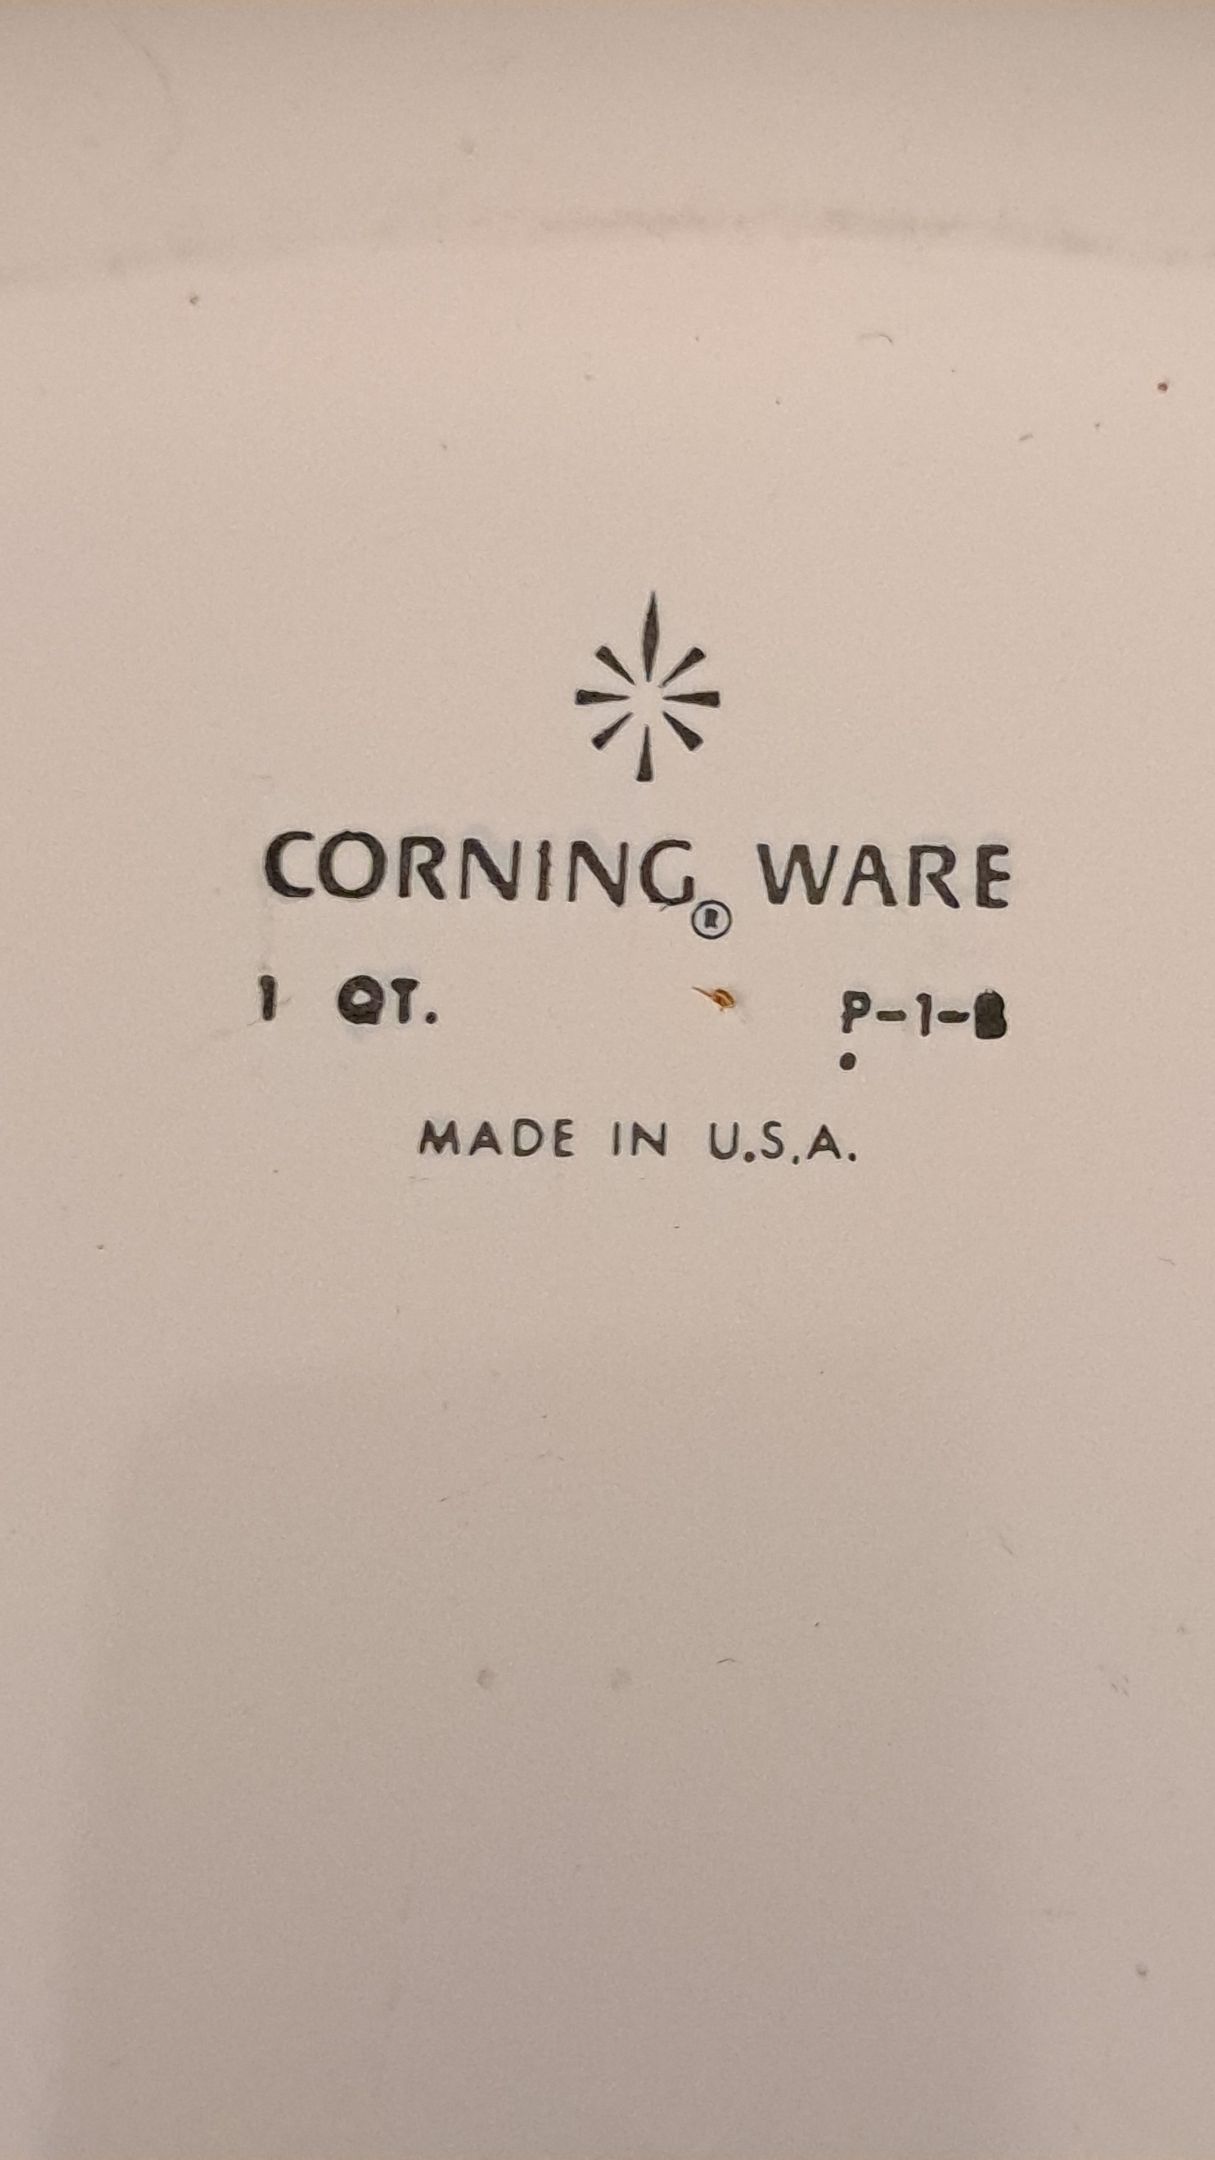 CORNING® WARE
1 QT. P-1-B
MADE IN U.S.A.